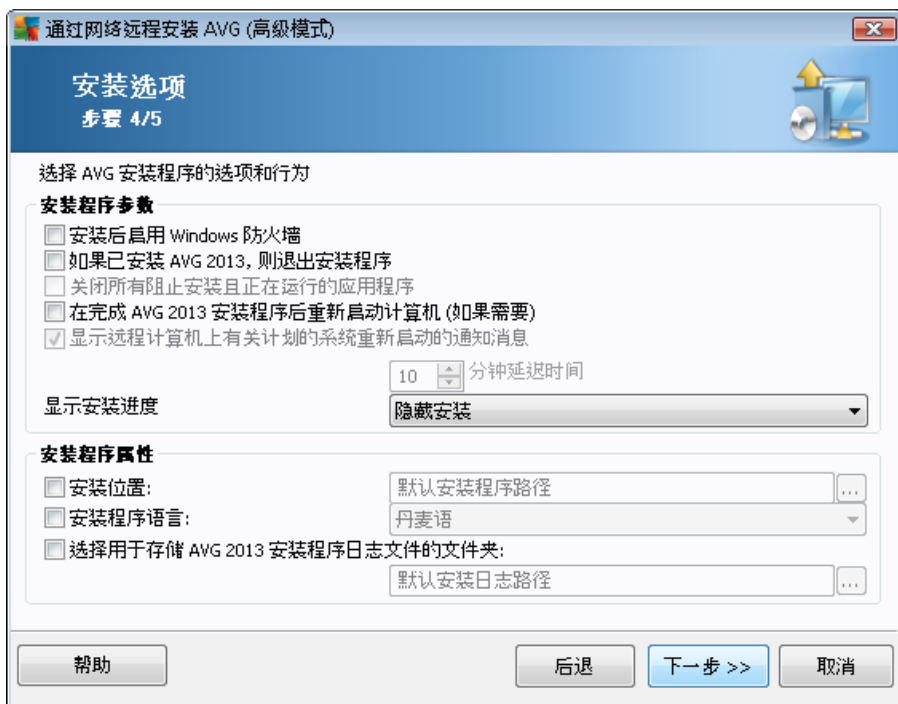 通过网络远程安装 AVG (高级模式)
安装选项
步骤 4/5
选择 AVG 安装程序的选项和行为
安装程序参数
安装后启用 Windows 防火墙
如果已安装 AVG 2013, 则退出安装程序
关闭所有阻止安装且正在运行的应用程序
在完成 AVG 2013 安装程序后重新启动计算机 (如果需要)
显示远程计算机上有关计划的系统重新启动的通知消息
10 分钟延迟时间
显示安装进度 隐藏安装
安装程序属性
安装位置: 默认安装程序路径 ...
安装程序语言: 丹麦语
选择用于存储 AVG 2013 安装程序日志文件的文件夹:
默认安装日志路径 ...
帮助 后退 下一步 >> 取消